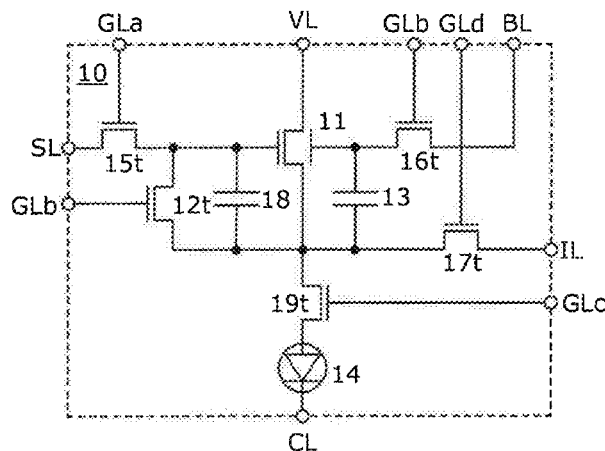 GLa VL GLb GLd BL
10
11
SL 15t 16t
GLb 12t 18 13
17t IL
19t GLc
14
CL